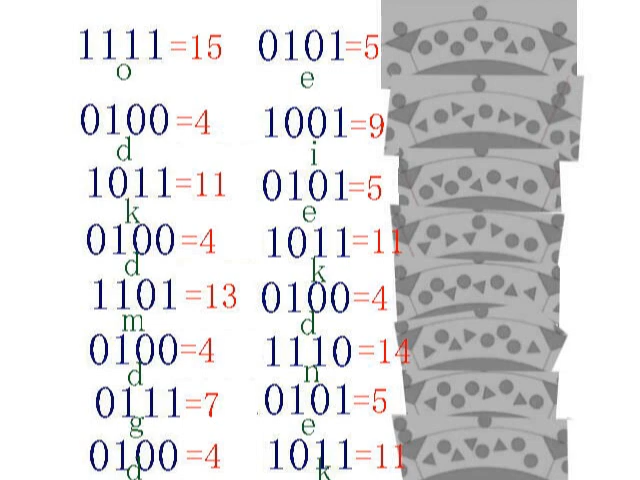 1111=15 0101=5
o e
0100=4 1001=9
d i
1011=11 0101=5
k e
0100=4 1011=11
d k
1101=13 0100=4
m d
0100=4 1110=14
d n
0111=7 0101=5
g e
0100=4 1011=11
d k